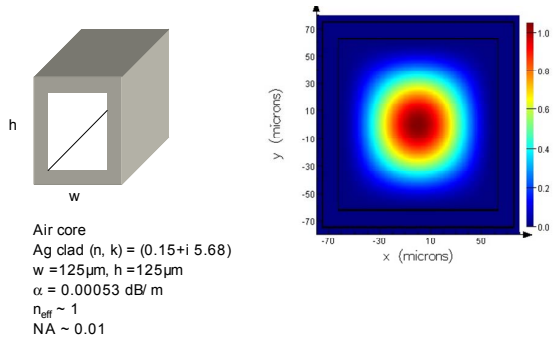 h
w
Air core
Ag clad (n, k) = (0.15+i 5.68)
w =125μm, h =125μm
α = 0.00053 dB/ m
neff ~ 1
NA ~ 0.01
70
50
30
10
-10
-30
-50
-70
y (microns)
-70 -30 10 50
x (microns)
1.0
0.8
0.6
0.4
0.2
0.0